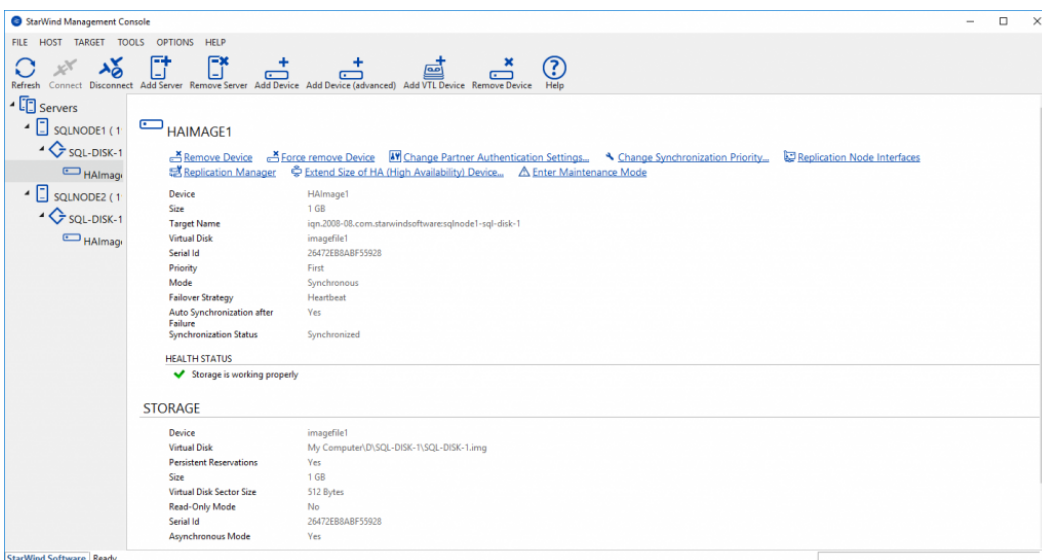 StarWind Management Console
FILE HOST TARGET TOOLS OPTIONS HELP
Refresh Connect Disconnect Add Server Remove Server Add Device Add Device (advanced) Add VTL Device Remove Device Help
Servers
SQLNODE1 ( 1
SQL-DISK-1
HAImage
SQLNODE2 ( 1
SQL-DISK-1
HAImage
HAIMAGE1
Remove Device Force remove Device Change Partner Authentication Settings... Change Synchronization Priority... Replication Node Interfaces
Replication Manager Extend Size of HA (High Availability) Device... Enter Maintenance Mode
Device HAImage1
Size 1 GB
Target Name iqn.2008-08.com.starwindsoftware:sqlnode1-sql-disk-1
Virtual Disk imagefile1
Serial Id 26472EB8ABF55928
Priority First
Mode Synchronous
Failover Strategy Heartbeat
Auto Synchronization after Yes
Failure
Synchronization Status Synchronized
HEALTH STATUS
Storage is working properly
STORAGE
Device imagefile1
Virtual Disk My Computer\D\SQL-DISK-1\SQL-DISK-1.img
Persistent Reservations Yes
Size 1 GB
Virtual Disk Sector Size 512 Bytes
Read-Only Mode No
Serial Id 26472EB8ABF55928
Asynchronous Mode Yes
StarWind Software Ready